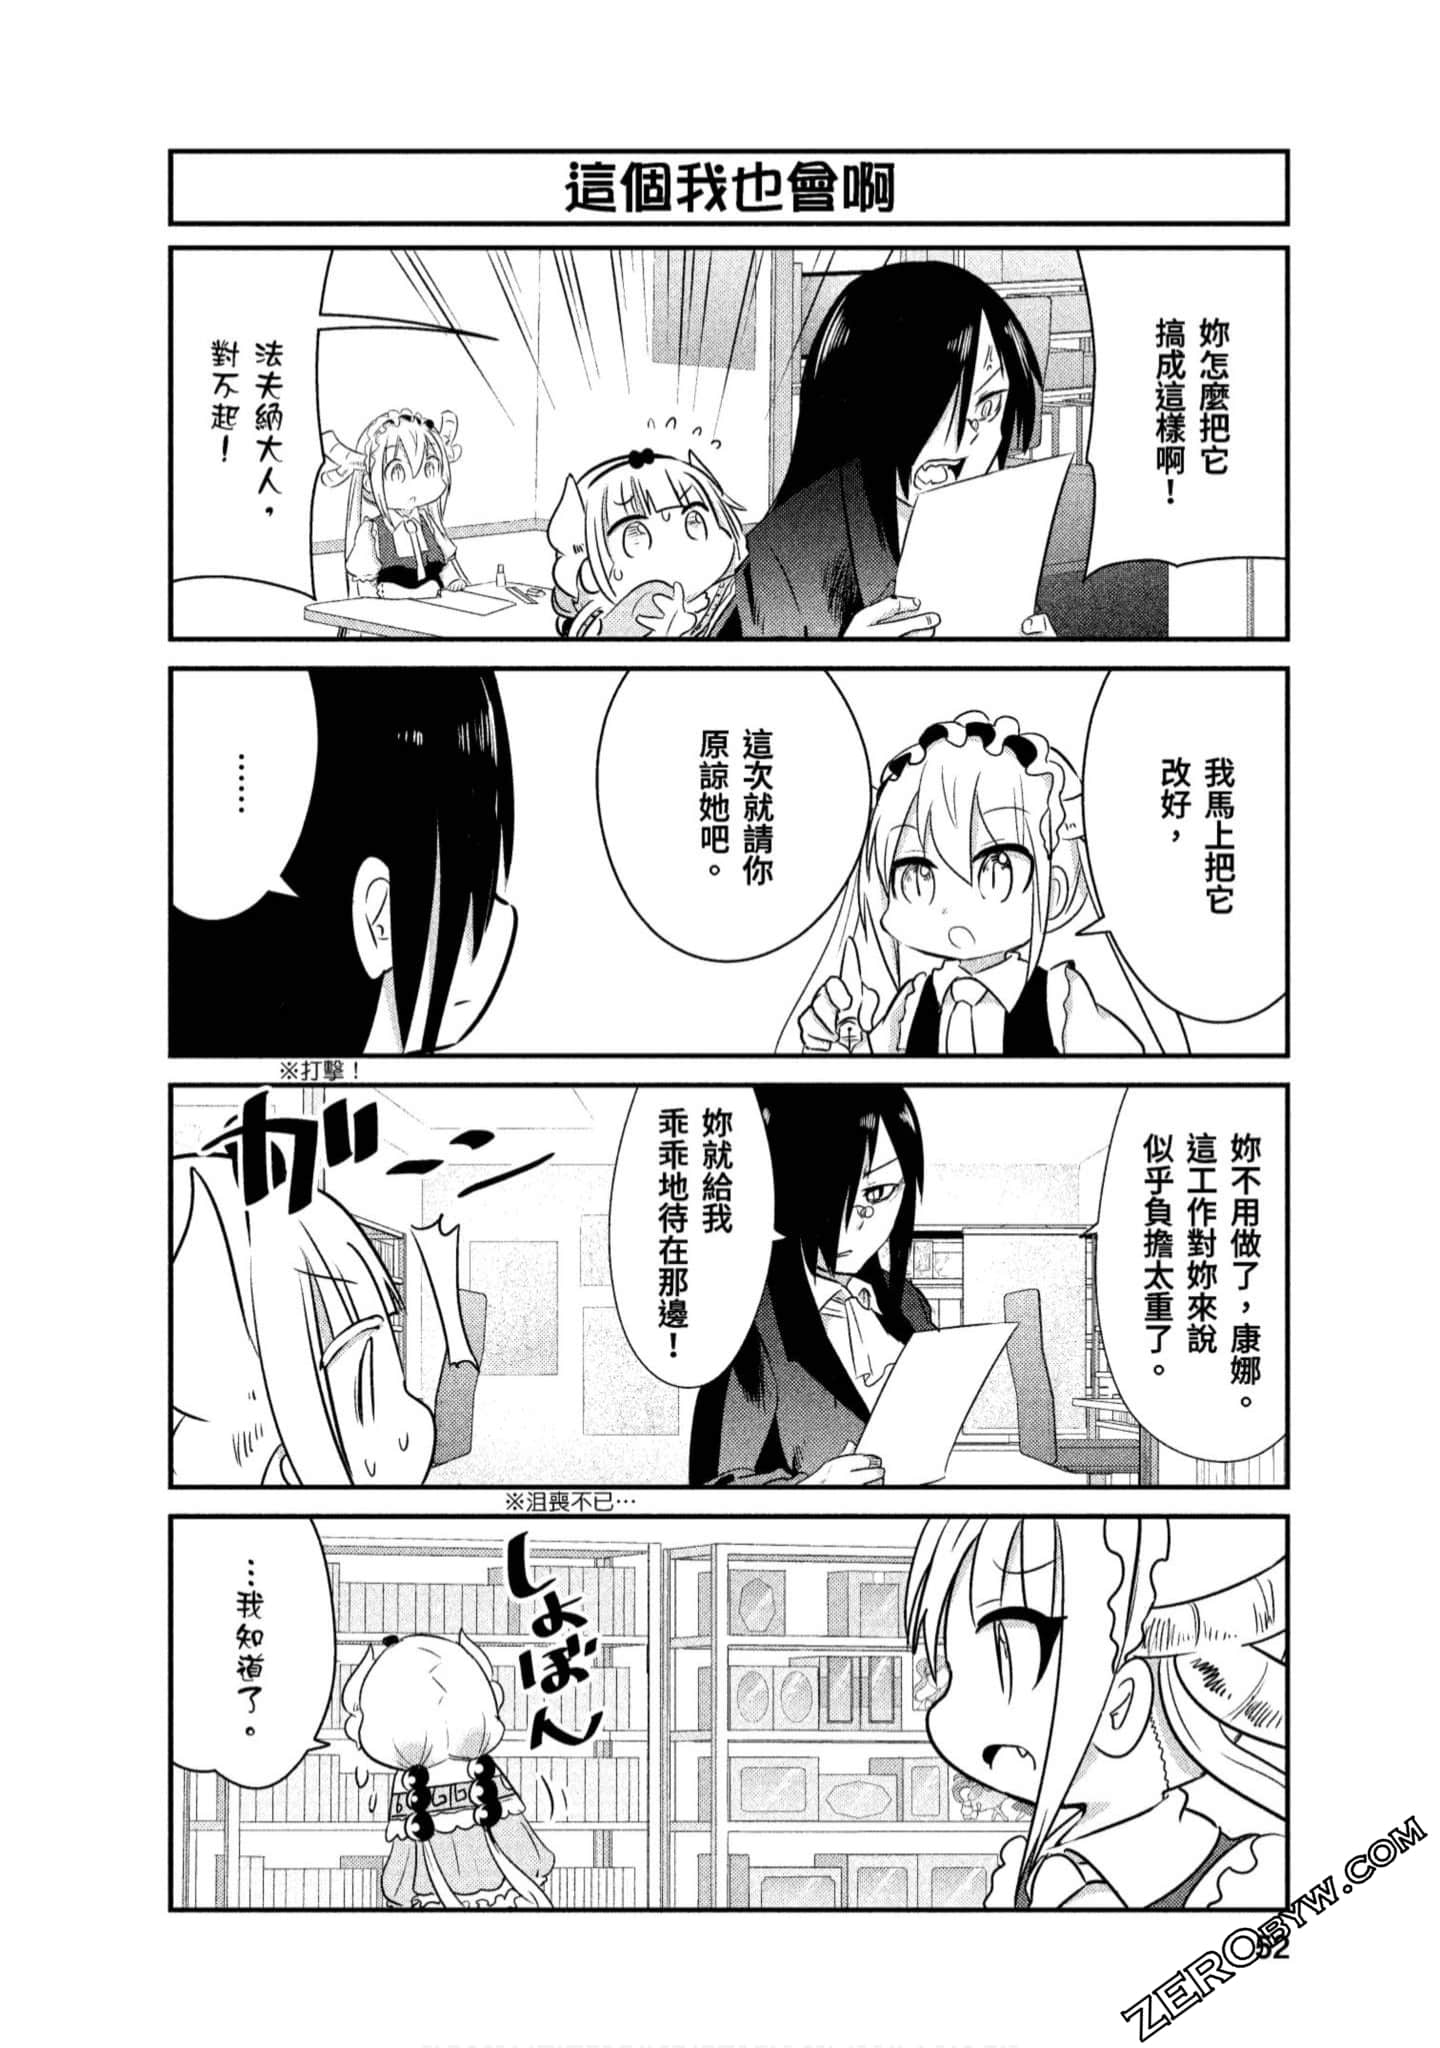 這個我也會啊
妳怎麼把它
搞成這樣啊！
法夫納大人，
對不起！
我馬上把它
改好，
這次就請你
原諒她吧。
……
※打擊！
妳不用做了，康娜。
這工作對妳來說
似乎負擔太重了。
妳就給我
乖乖地待在那邊！
ガーン
※沮喪不已…
しょぼーん
…我知道了。
52
ZEROBYW.COM